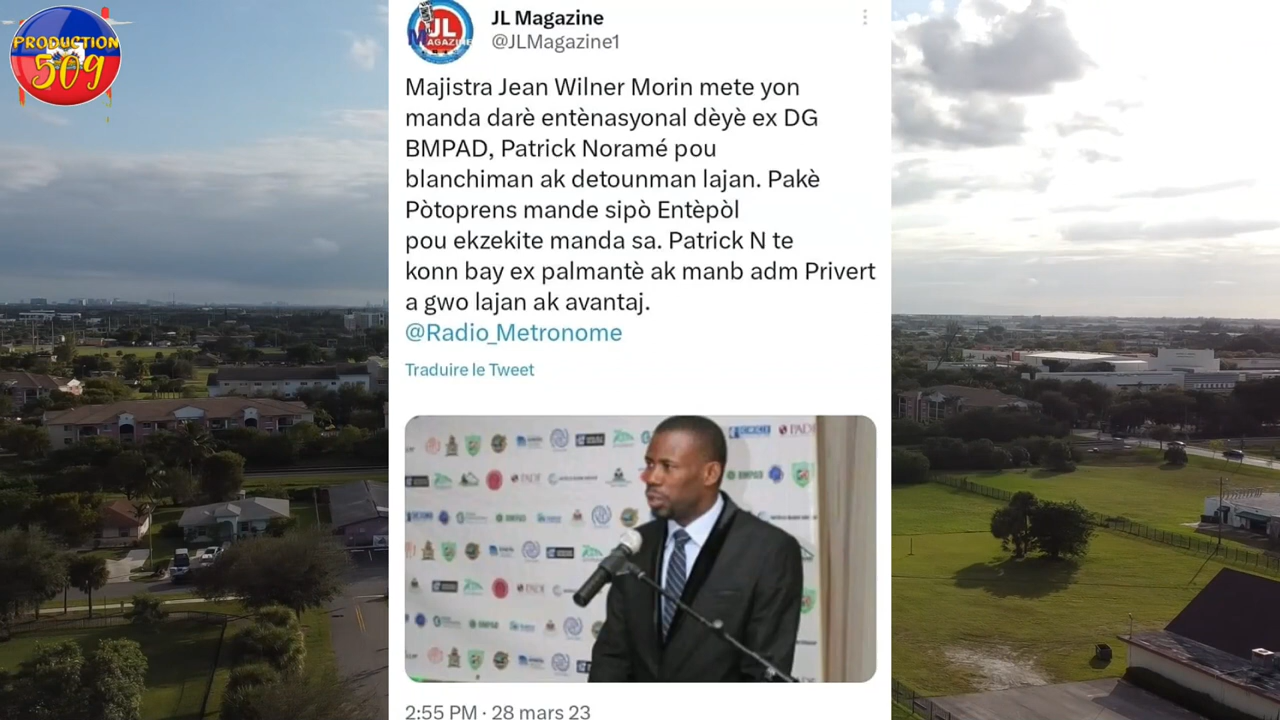 PRODUCTION
509
JL
MAGAZINE
JL Magazine
@JLMagazine1
Majistra Jean Wilner Morin mete yon
manda darè entènasyonal dèyè ex DG
BMPAD, Patrick Noramé pou
blanchiman ak detounman lajan. Pakè
Pòtoprens mande sipò Entèpòl
pou ekzekite manda sa. Patrick N te
konn bay ex palmantè ak manb adm Privert
a gwo lajan ak avantaj.
@Radio_Metronome
Traduire le Tweet
2:55 PM · 28 mars 23